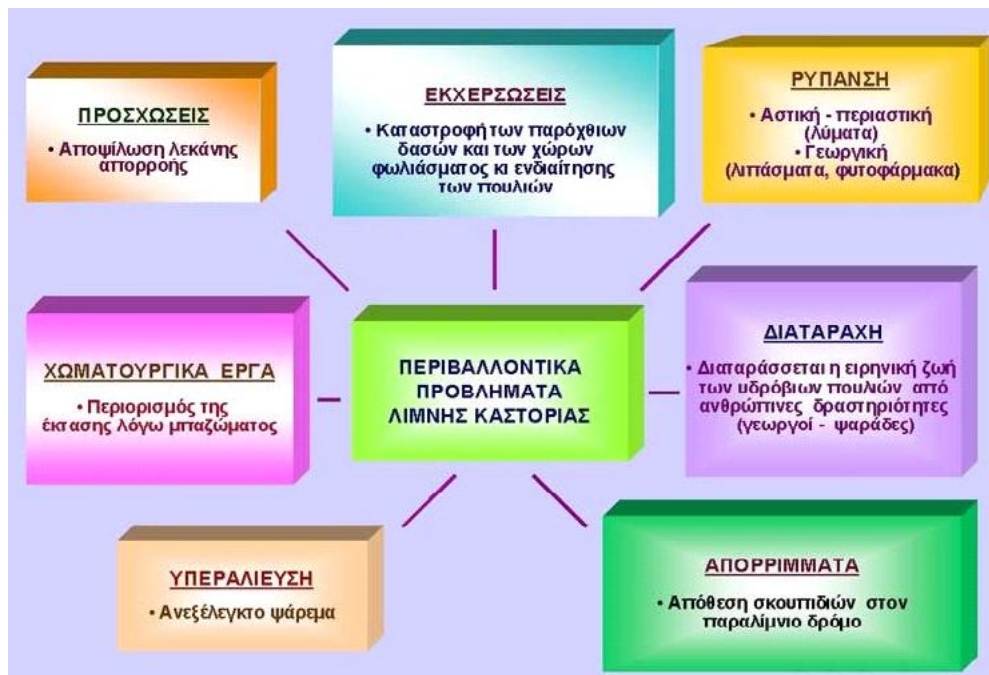 ΠΡΟΣΧΩΣΕΙΣ
• Αποψίλωση λεκάνης
απορροής
ΕΚΧΕΡΣΩΣΕΙΣ
• Καταστροφή των παρόχθιων
δασών και των χώρων
φωλιάσματος κι ενδιαίτησης
των πουλιών
ΡΥΠΑΝΣΗ
• Αστική - περιαστική
(λύματα)
• Γεωργική
(λιπάσματα, φυτοφάρμακα)
ΧΩΜΑΤΟΥΡΓΙΚΑ ΕΡΓΑ
• Περιορισμός της
έκτασης λόγω μπαζώματος
ΠΕΡΙΒΑΛΛΟΝΤΙΚΑ
ΠΡΟΒΛΗΜΑΤΑ
ΛΙΜΝΗΣ ΚΑΣΤΟΡΙΑΣ
ΔΙΑΤΑΡΑΧΗ
• Διαταράσσεται η ειρηνική ζωή
των υδρόβιων πουλιών από
ανθρώπινες δραστηριότητες
(γεωργοί - ψαράδες)
ΥΠΕΡΑΛΙΕΥΣΗ
• Ανεξέλεγκτο ψάρεμα
ΑΠΟΡΡΙΜΜΑΤΑ
• Απόθεση σκουπιδιών στον
παραλίμνιο δρόμο